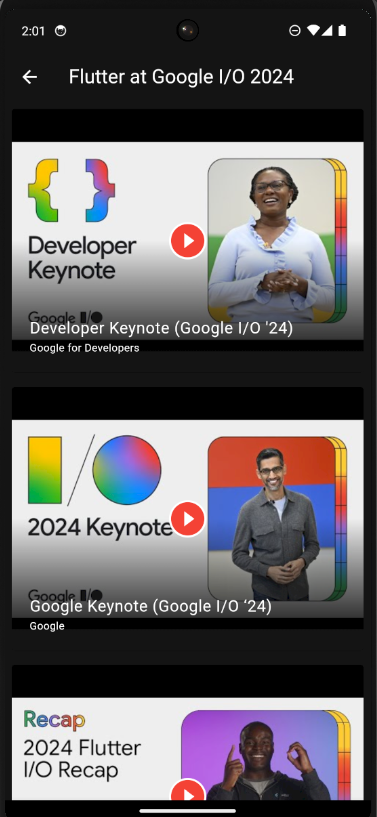 2:01
Flutter at Google I/O 2024
{ }
Developer
Keynote
Google I/O
Developer Keynote (Google I/O '24)
Google for Developers
I/O
2024 Keynote
Google I/O
Google Keynote (Google I/O ‘24)
Google
Recap
2024 Flutter
I/O Recap